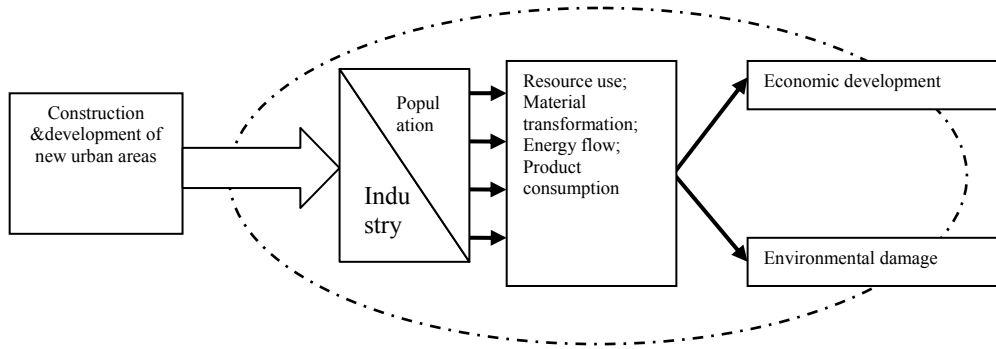 Construction
&development of
new urban areas
Popul
ation
Indu
stry
Resource use;
Material
transformation;
Energy flow;
Product
consumption
Economic development
Environmental damage